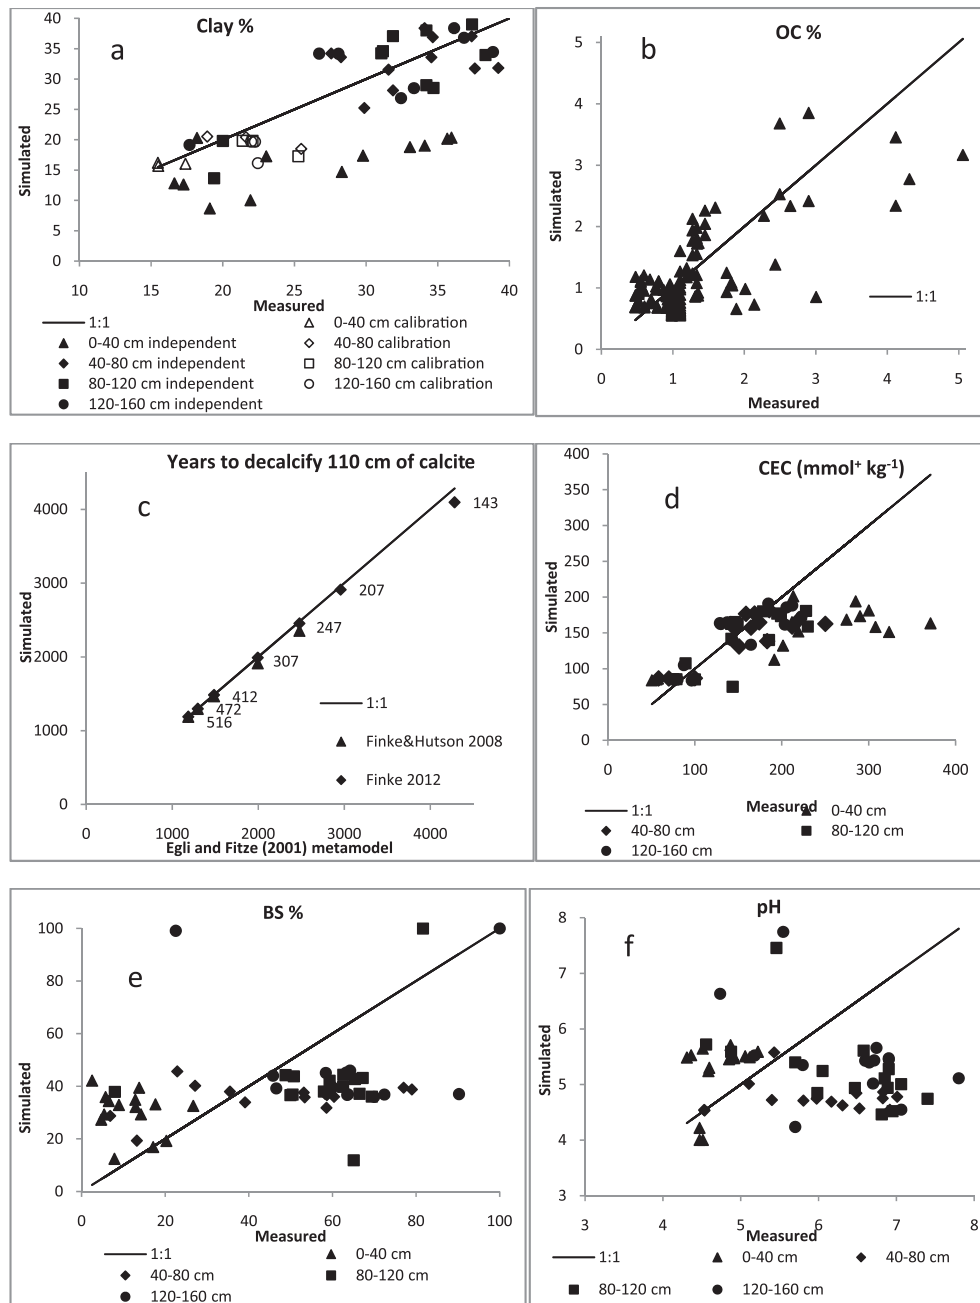 Clay %
a
40
35
30
25
20
15
10
5
0
Simulated
10 15 20 25 30 35 40
Measured
1:1
0-40 cm calibration
0-40 cm independent
40-80 calibration
40-80 cm independent
80-120 cm calibration
80-120 cm independent
120-160 cm calibration
120-160 cm independent
OC %
b
5
4
3
2
1
0
Simulated
1:1
0 1 2 3 4 5
Measured
Years to decalcify 110 cm of calcite
c
4000
3000
2000
1000
0
Simulated
143
207
247
307
412
472
516
1:1
Finke&Hutson 2008
Finke 2012
0 1000 2000 3000 4000
Egli and Fitze (2001) metamodel
CEC (mmol⁺ kg⁻¹)
d
400
350
300
250
200
150
100
50
0
Simulated
0 100 200 300 400
Measured
1:1
0-40 cm
40-80 cm
80-120 cm
120-160 cm
BS %
e
100
80
60
40
20
0
Simulated
0 20 40 60 80 100
Measured
1:1
0-40 cm
40-80 cm
80-120 cm
120-160 cm
pH
f
8
7
6
5
4
3
Simulated
3 4 5 6 7 8
Measured
1:1
0-40 cm
40-80 cm
80-120 cm
120-160 cm